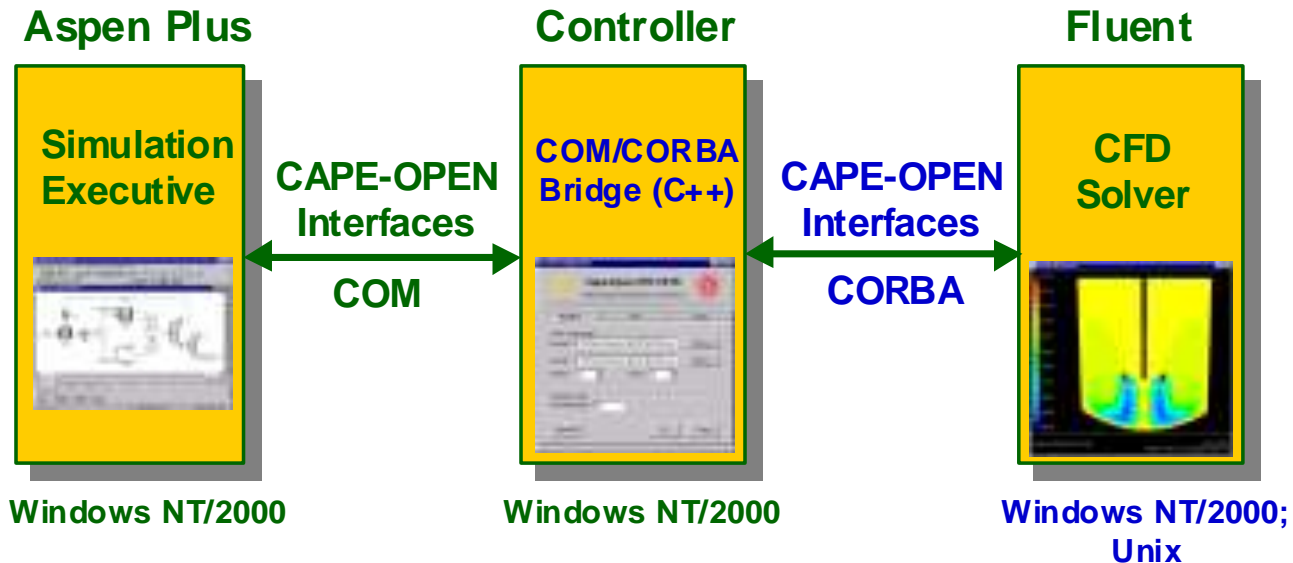 Aspen Plus
Controller
Fluent
Simulation
Executive
CAPE-OPEN
Interfaces
COM
COM/CORBA
Bridge (C++)
CAPE-OPEN
Interfaces
CORBA
CFD
Solver
Windows NT/2000
Windows NT/2000
Windows NT/2000;
Unix